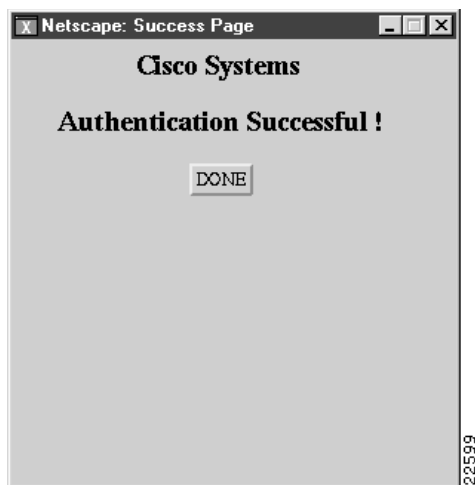 X Netscape: Success Page
Cisco Systems
Authentication Successful !
DONE
22599